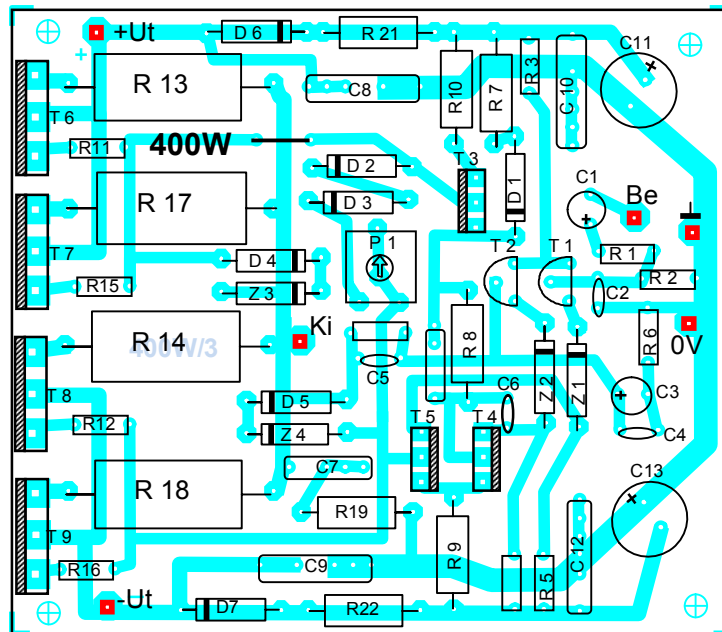 +Ut
D 6
R 21
C11
+
R 13
C8
R10
R 7
R 3
C 10
T 6
R11
400W
D 2
T 3
D 1
C1
Be
R 17
D 3
T 7
P 1
T 2
T 1
R 1
D 4
R15
Z 3
C2
R 2
Ki
R 14
400W/3
R 8
R 6
0V
C5
T 8
D 5
C6
Z 2
Z 1
C3
R12
Z 4
T 5
T 4
C4
C7
C13
R 18
R19
T 9
R 9
C 12
R16
C9
R 5
-Ut
D7
R22